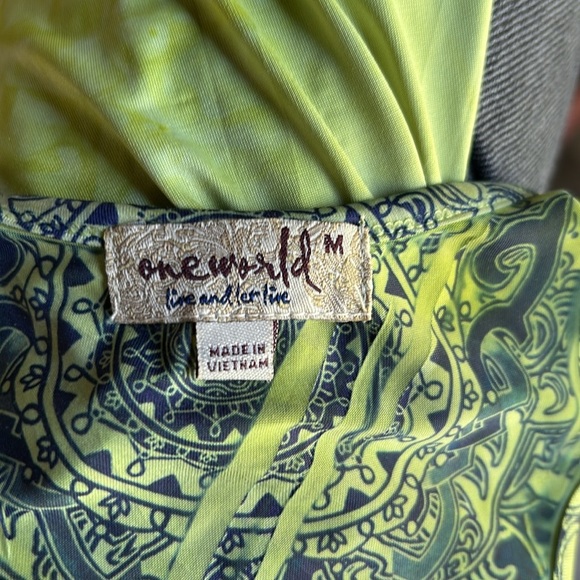 oneworld M
live and let live
MADE IN
VIETNAM